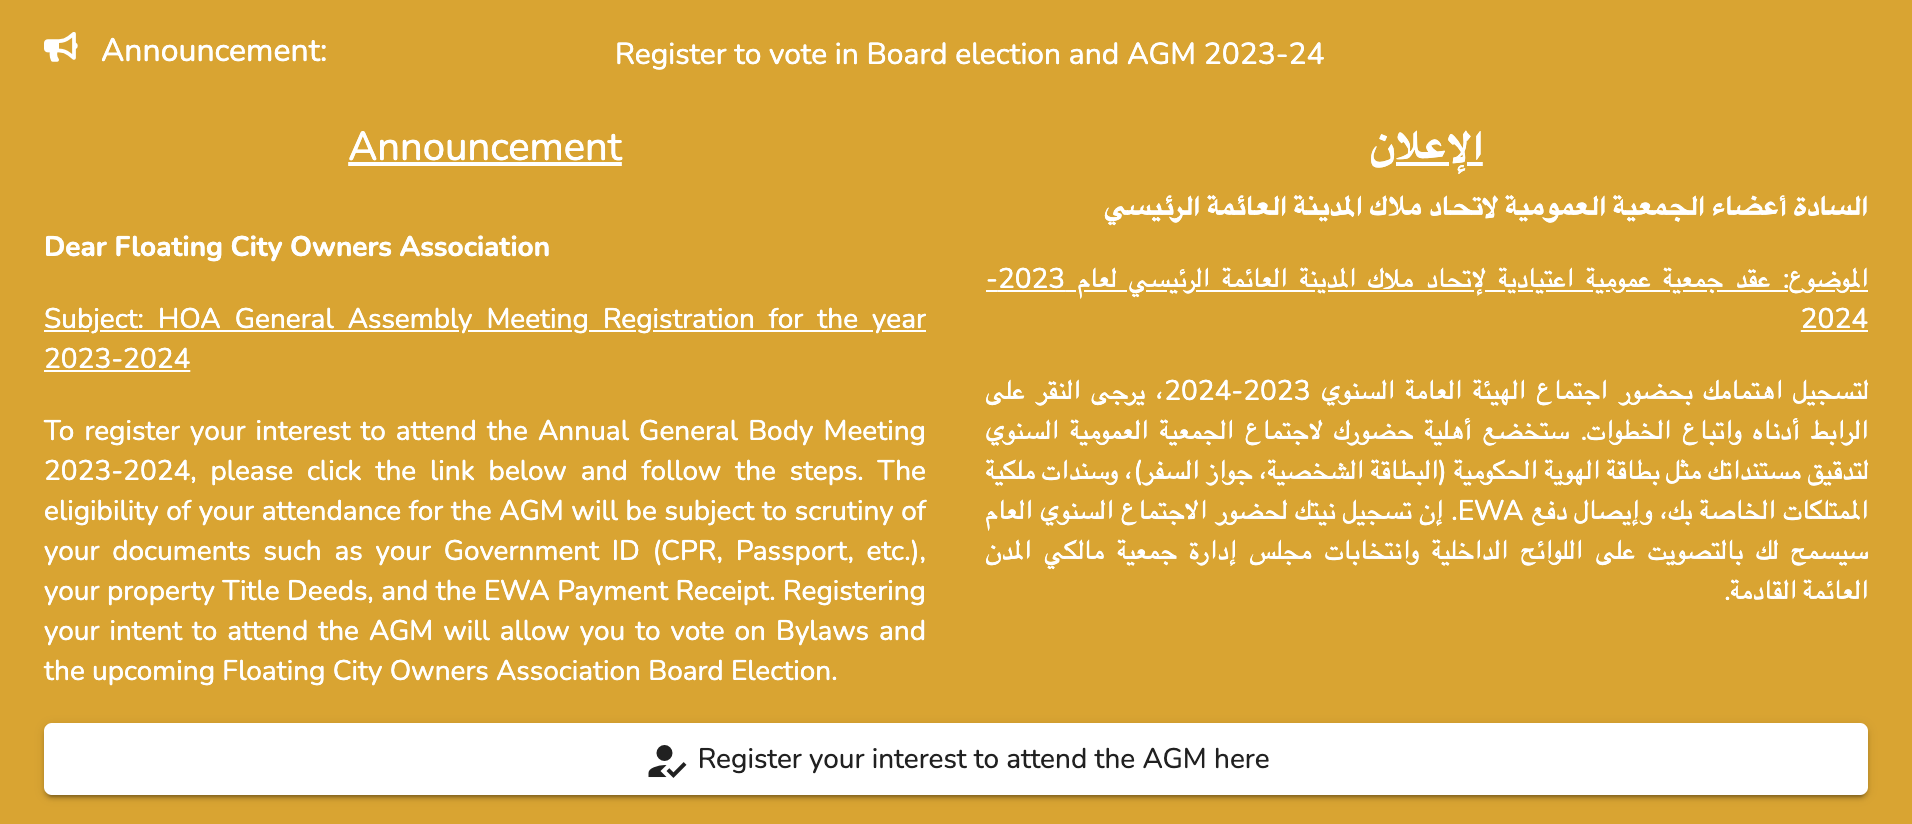 Announcement:
Register to vote in Board election and AGM 2023-24
Announcement
Dear Floating City Owners Association
Subject: HOA General Assembly Meeting Registration for the year
2023-2024
To register your interest to attend the Annual General Body Meeting
2023-2024, please click the link below and follow the steps. The
eligibility of your attendance for the AGM will be subject to scrutiny of
your documents such as your Government ID (CPR, Passport, etc.),
your property Title Deeds, and the EWA Payment Receipt. Registering
your intent to attend the AGM will allow you to vote on Bylaws and
the upcoming Floating City Owners Association Board Election.
الإعلان
السادة أعضاء الجمعية العمومية لاتحاد ملاك المدينة العائمة الرئيسي
الموضوع: عقد جمعية عمومية اعتيادية لإتحاد ملاك المدينة العائمة الرئيسي لعام 2023-
2024
لتسجيل اهتمامك بحضور اجتماع الهيئة العامة السنوي 2023-2024، يرجى النقر على
الرابط أدناه واتباع الخطوات. ستخضع أهلية حضورك لاجتماع الجمعية العمومية السنوي
لتدقيق مستنداتك مثل بطاقة الهوية الحكومية (البطاقة الشخصية، جواز السفر)، وسندات ملكية
الممتلكات الخاصة بك، وإيصال دفع EWA. إن تسجيل نيتك لحضور الاجتماع السنوي العام
سيسمح لك بالتصويت على اللوائح الداخلية وانتخابات مجلس إدارة جمعية مالكي المدن
العائمة القادمة.
Register your interest to attend the AGM here